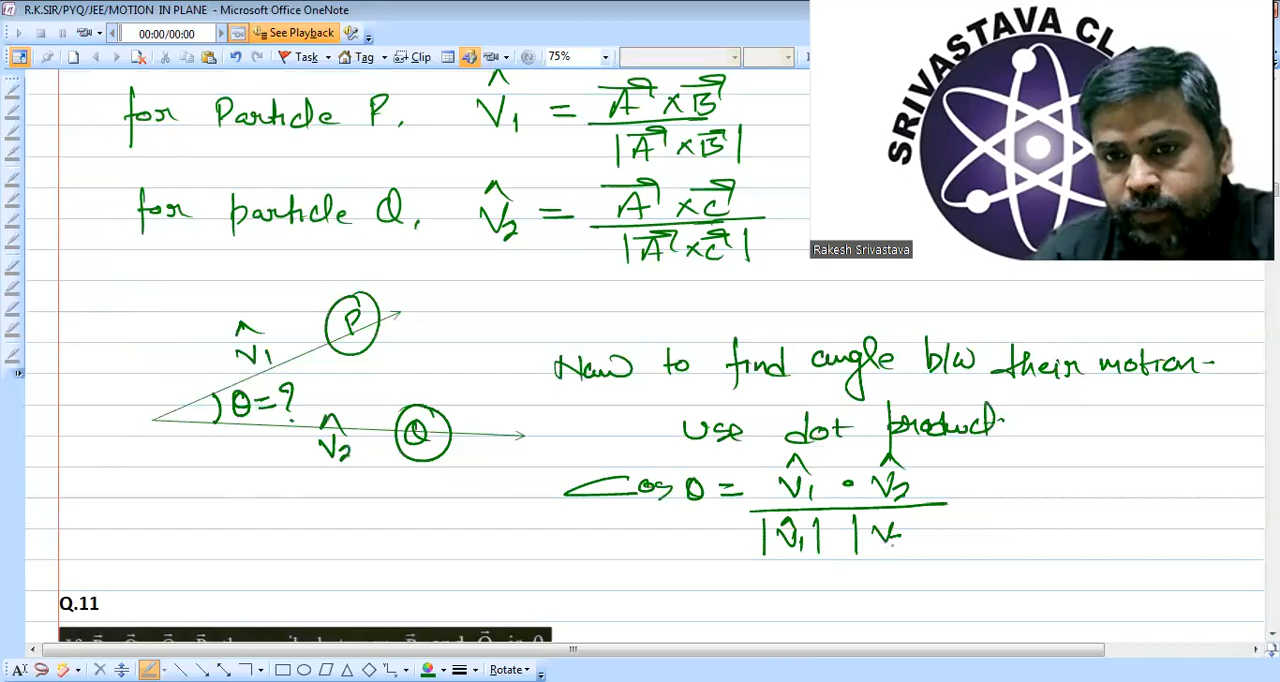 R.K.SIR/PYQ/JEE/MOTION IN PLANE - Microsoft Office OneNote
00:00/00:00 See Playback
Task Tag Clip 75%
SRIVASTAVA CL
for Particle P. V̂₁ = A⃗ × B⃗ / |A⃗ × B⃗|
for particle Q. V̂₂ = A⃗ × C⃗ / |A⃗ × C⃗|
Rakesh Srivastava
P
V̂₁
θ = ?
V̂₂
Q
Now to find angle b/w their motion.
use dot product.
Cos θ = V̂₁ • V̂₂ / |V̂₁| |V
Q.11
Rotate